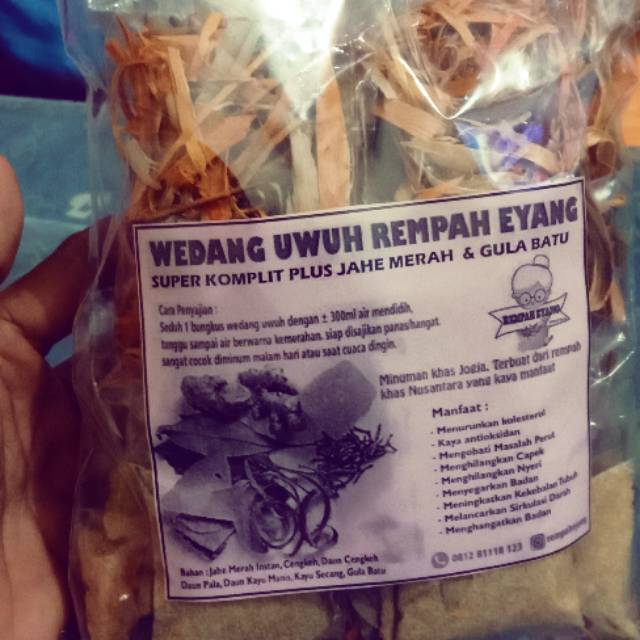 WEDANG UWUH REMPAH EYANG
SUPER KOMPLIT PLUS JAHE MERAH & GULA BATU
Cara Penyajian :
Seduh 1 bungkus wedang uwuh dengan ± 300ml air mendidih,
tunggu sampai air berwarna kemerahan, siap disajikan panas/hangat.
sangat cocok diminum malam hari atau saat cuaca dingin.
REMPAH EYANG
Minuman khas Jogja, Terbuat dari rempah
khas Nusantara yang kaya manfaat
Manfaat :
- Menurunkan kolesterol
- Kaya antioksidan
- Mengobati Masalah Perut
- Menghilangkan Capek
- Menghilangkan Nyeri
- Menyegarkan Badan
- Meningkatkan Kekebalan Tubuh
- Melancarkan Sirkulasi Darah
- Menghangatkan Badan
Bahan : Jahe Merah Instan, Cengkeh, Daun Cengkeh
Daun Pala, Daun Kayu Manis, Kayu Secang, Gula Batu
0812 81118 123